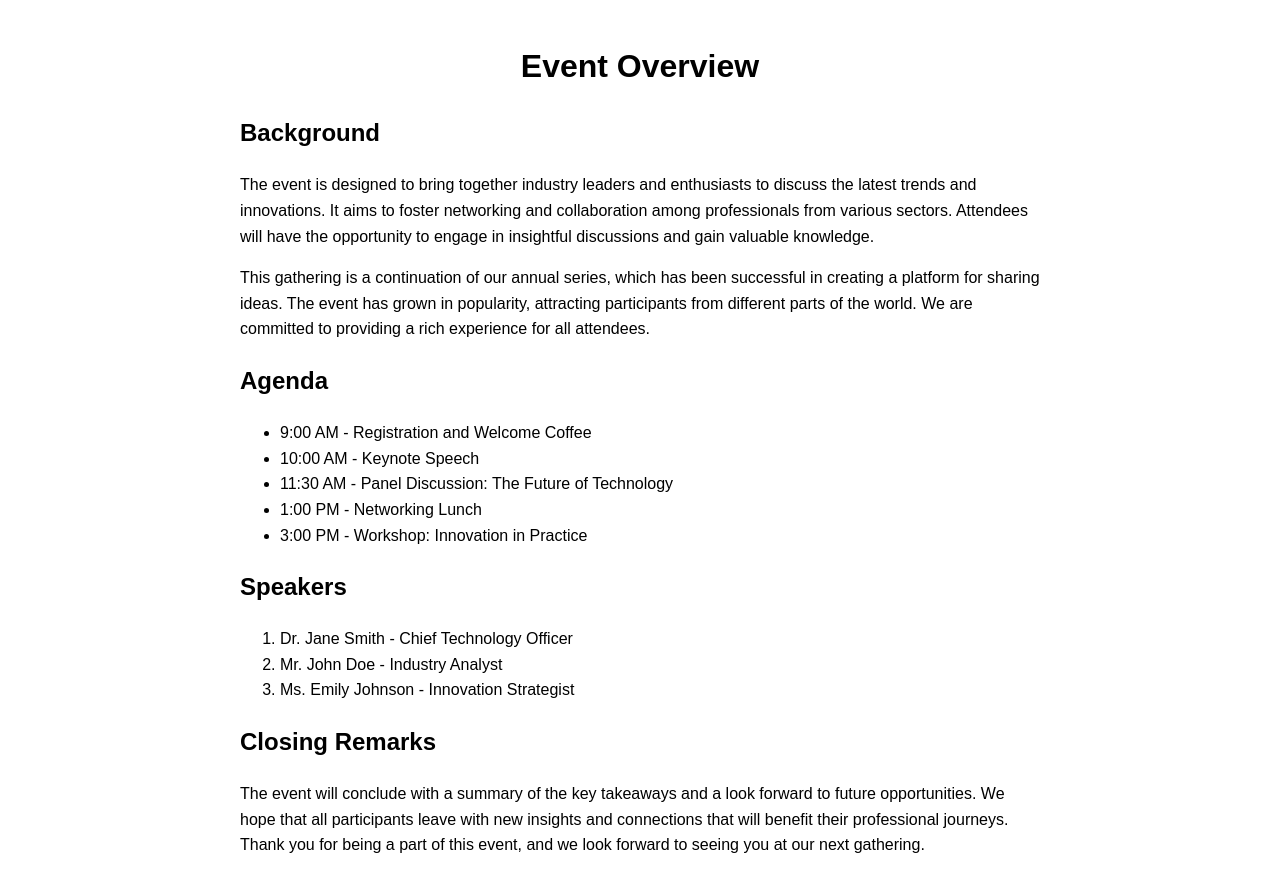 Event Overview
Background
The event is designed to bring together industry leaders and enthusiasts to discuss the latest trends and
innovations. It aims to foster networking and collaboration among professionals from various sectors. Attendees
will have the opportunity to engage in insightful discussions and gain valuable knowledge.
This gathering is a continuation of our annual series, which has been successful in creating a platform for sharing
ideas. The event has grown in popularity, attracting participants from different parts of the world. We are
committed to providing a rich experience for all attendees.
Agenda
• 9:00 AM - Registration and Welcome Coffee
• 10:00 AM - Keynote Speech
• 11:30 AM - Panel Discussion: The Future of Technology
• 1:00 PM - Networking Lunch
• 3:00 PM - Workshop: Innovation in Practice
Speakers
1. Dr. Jane Smith - Chief Technology Officer
2. Mr. John Doe - Industry Analyst
3. Ms. Emily Johnson - Innovation Strategist
Closing Remarks
The event will conclude with a summary of the key takeaways and a look forward to future opportunities. We
hope that all participants leave with new insights and connections that will benefit their professional journeys.
Thank you for being a part of this event, and we look forward to seeing you at our next gathering.